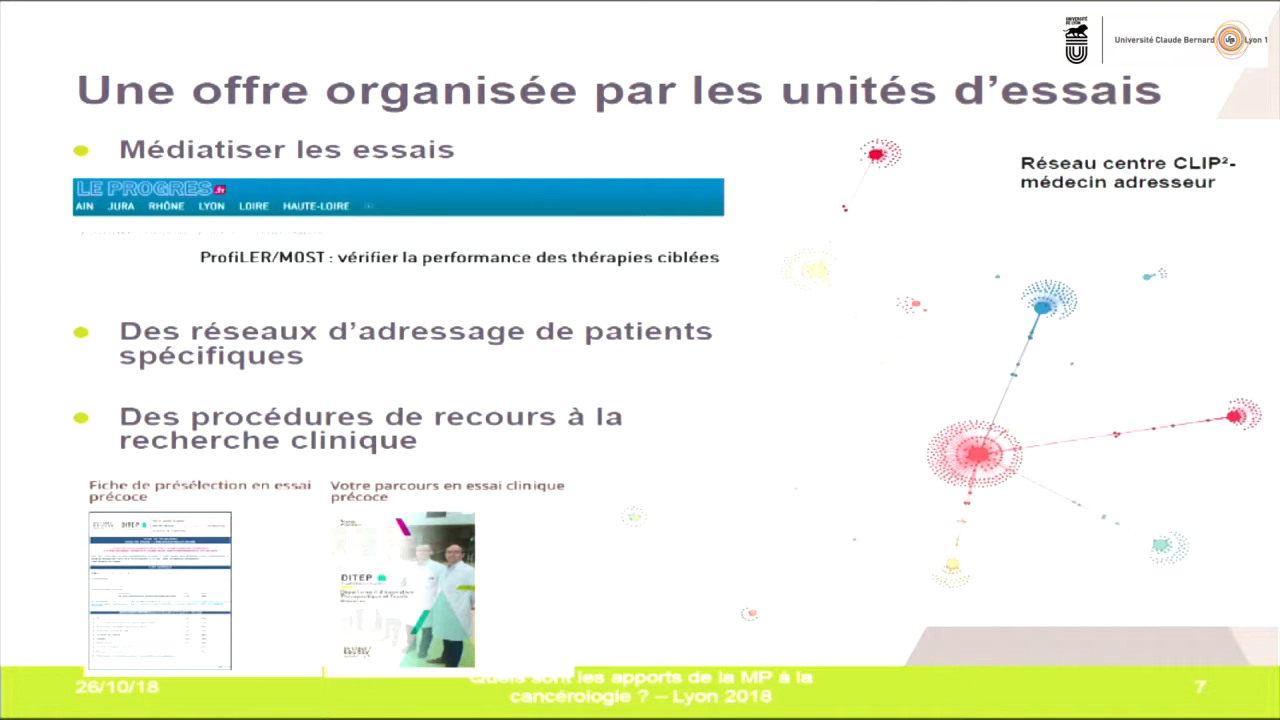 UNIVERSITÉ
DE LYON
Université Claude Bernard Lyon 1
Une offre organisée par les unités d’essais
Médiatiser les essais
LE PROGRES.fr
AIN JURA RHÔNE LYON LOIRE HAUTE-LOIRE
ProfiLER/MOST : vérifier la performance des thérapies ciblées
Réseau centre CLIP²-
médecin adresseur
Des réseaux d’adressage de patients
spécifiques
Des procédures de recours à la
recherche clinique
Fiche de présélection en essai
précoce
Votre parcours en essai clinique
précoce
DITEP
DITEP
26/10/18
Quels sont les apports de la MP à la
cancérologie ? – Lyon 2018
7